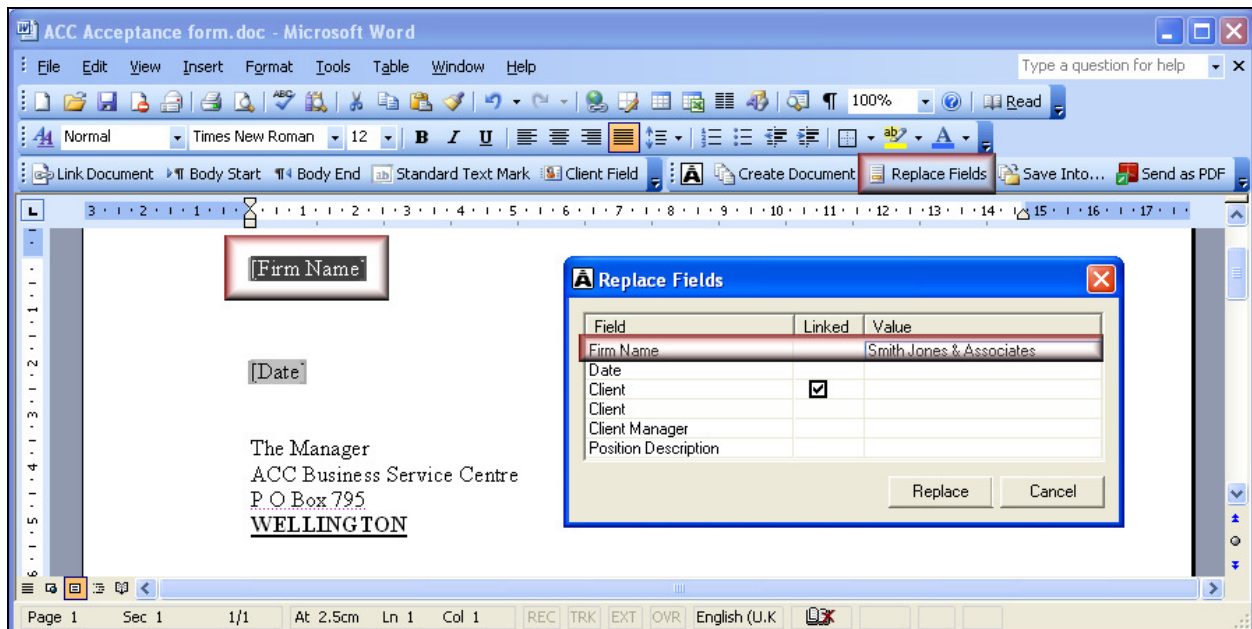 ACC Acceptance form.doc - Microsoft Word
File Edit View Insert Format Tools Table Window Help Type a question for help
100% Read
Normal Times New Roman 12 B I U
Link Document Body Start Body End Standard Text Mark Client Field Create Document Replace Fields Save Into... Send as PDF
3 2 1 1 2 3 4 5 6 7 8 9 10 11 12 13 14 15 16 17
[Firm Name]
[Date]
The Manager
ACC Business Service Centre
P O Box 795
WELLINGTON
Replace Fields
Field Linked Value
Firm Name Smith Jones & Associates
Date
Client
Client
Client Manager
Position Description
Replace Cancel
Page 1 Sec 1 1/1 At 2.5cm Ln 1 Col 1 REC TRK EXT OVR English (U.K